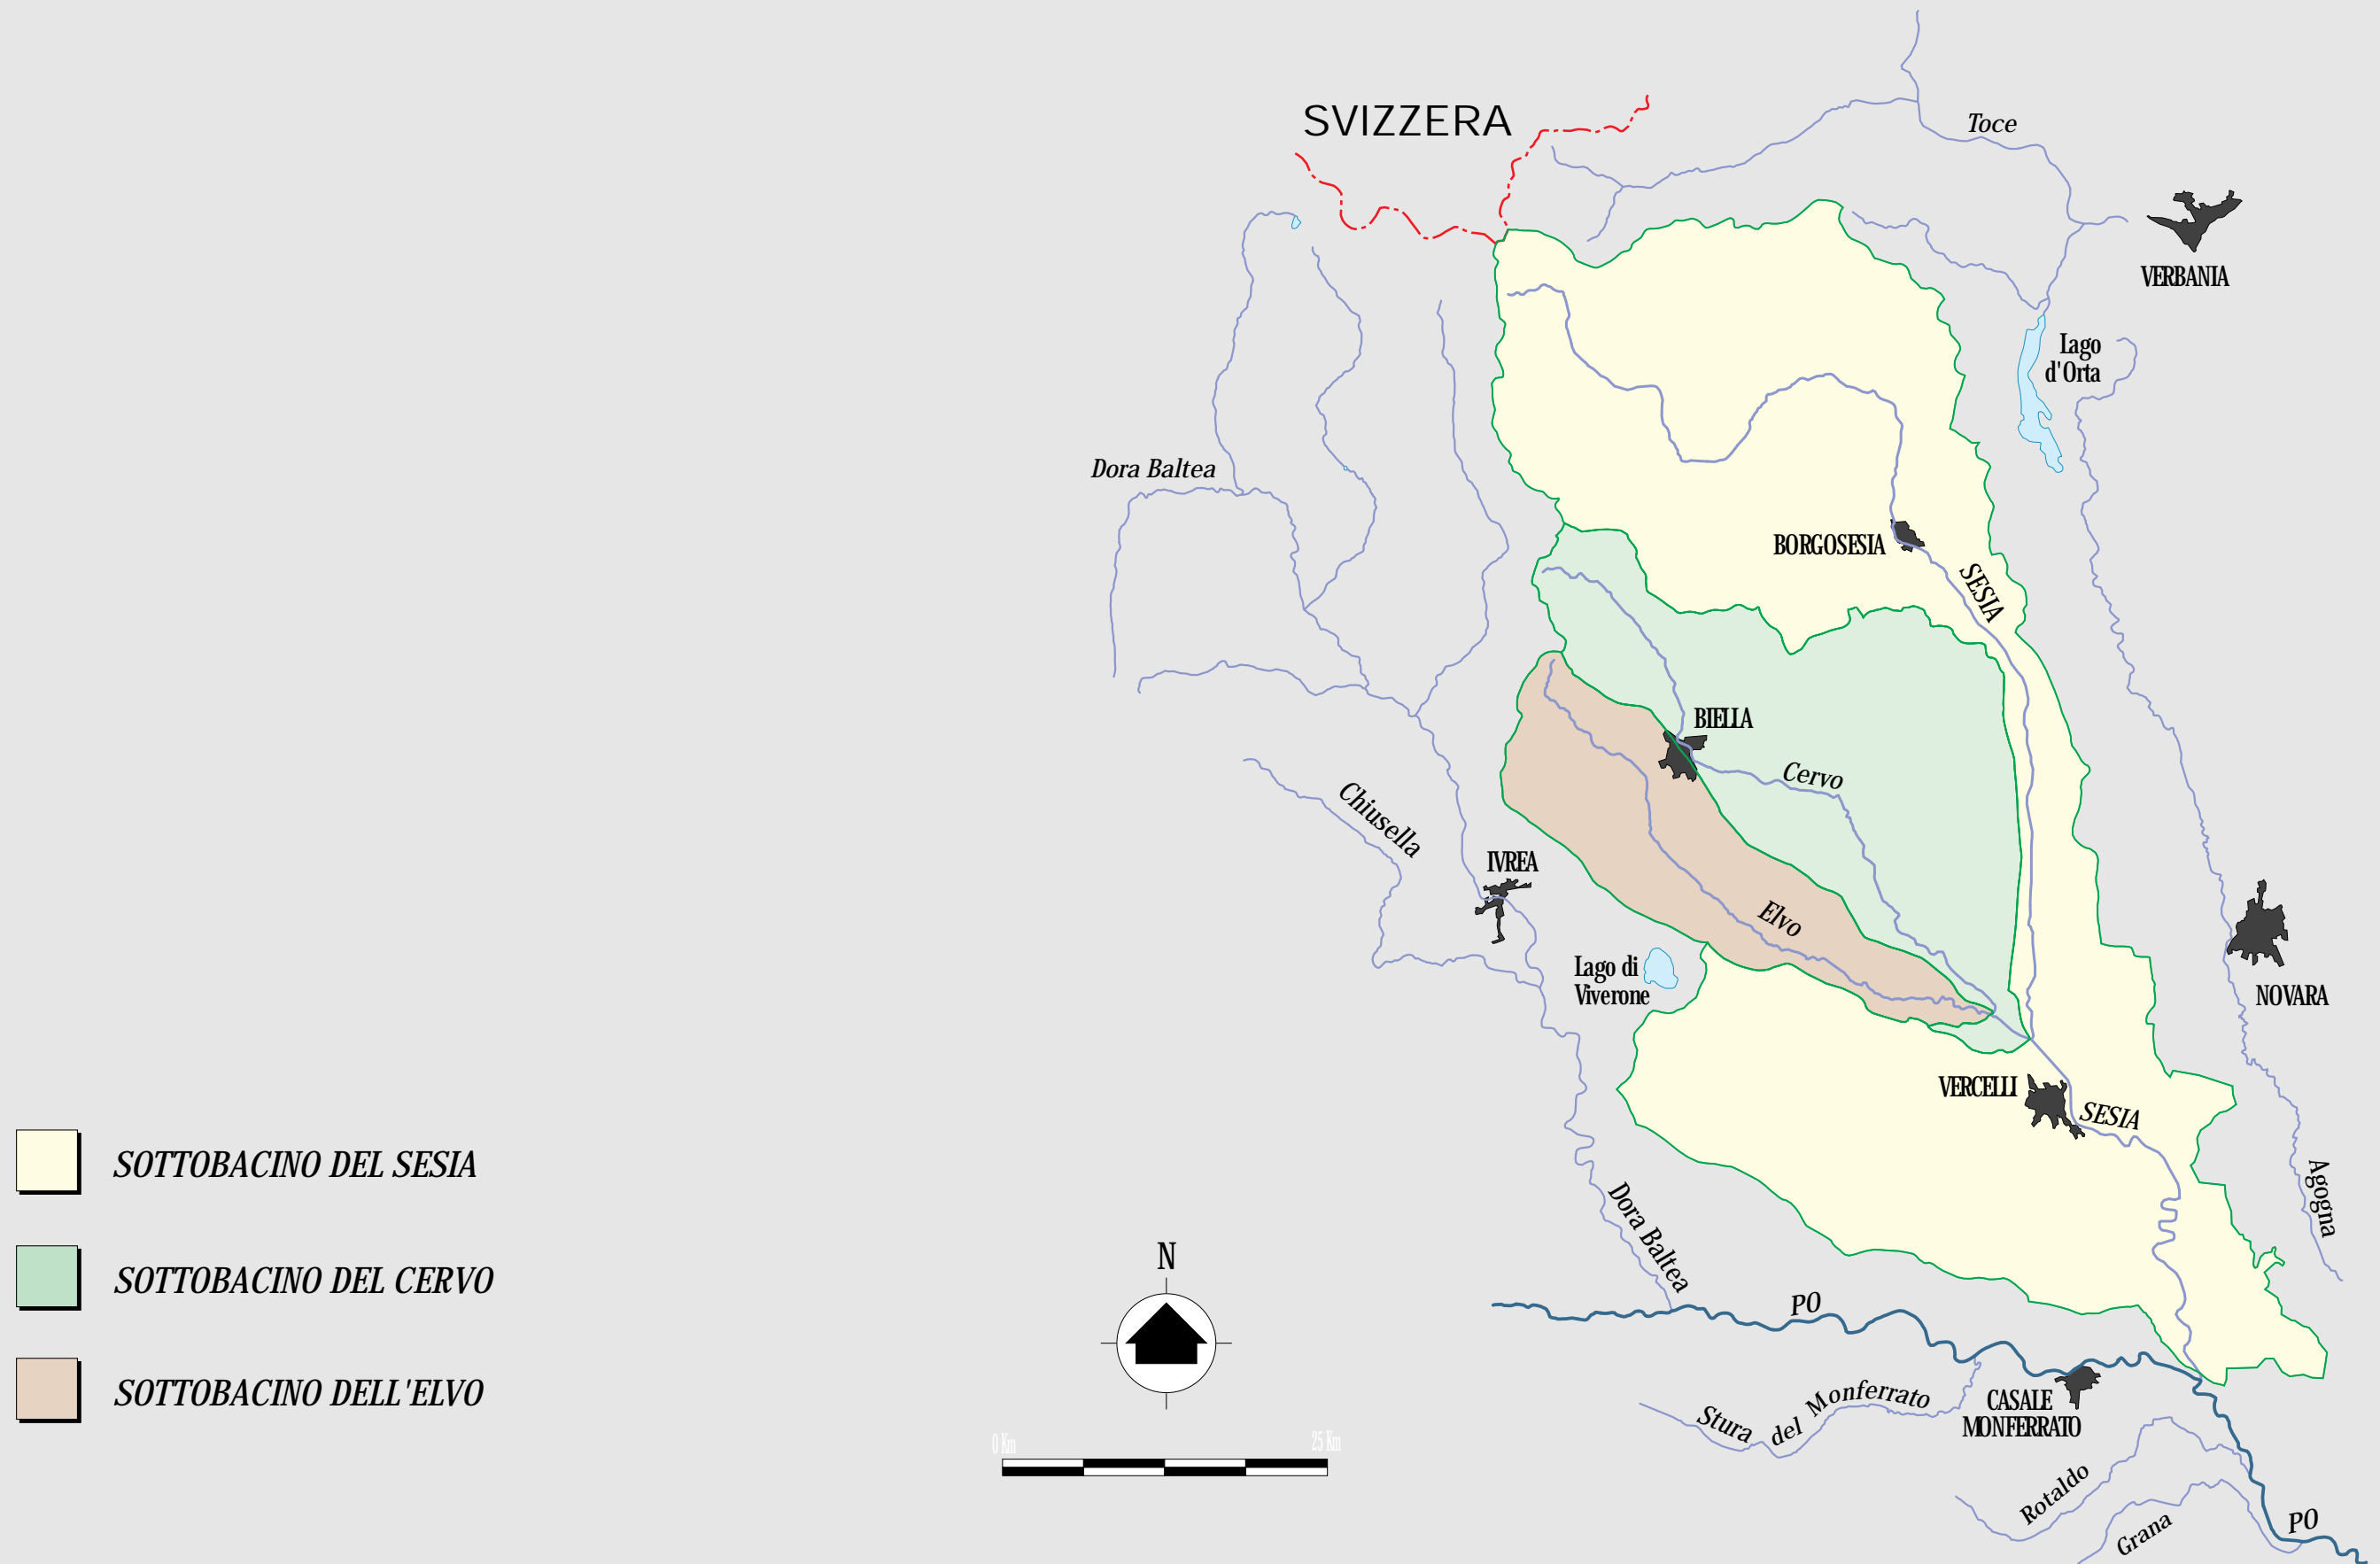 SVIZZERA
Toce
VERBANIA
Lago
d'Orta
Dora Baltea
BORGOSESIA
SESIA
BIELLA
Cervo
Chiusella
IVREA
Elvo
Lago di
Viverone
NOVARA
VERCELLI
SESIA
SOTTOBACINO DEL SESIA
Agogna
Dora Baltea
N
SOTTOBACINO DEL CERVO
PO
SOTTOBACINO DELL'ELVO
CASALE
MONFERRATO
Stura del Monferrato
0 Km
25 Km
Rotaldo
Grana
PO